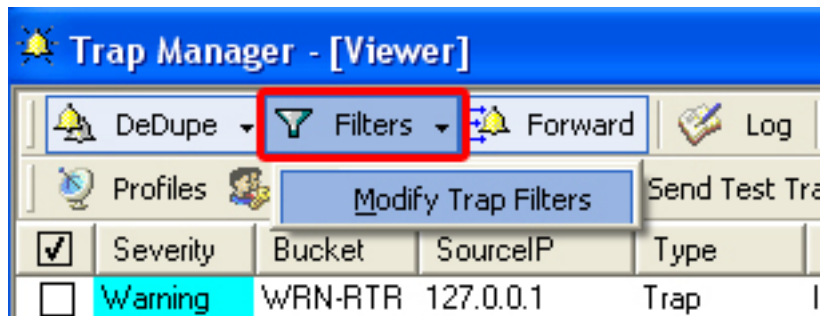 Trap Manager - [Viewer]
DeDupe Filters Forward Log
Profiles Modify Trap Filters Send Test
Severity Bucket SourceIP Type
Warning WRN-RTR 127.0.0.1 Trap